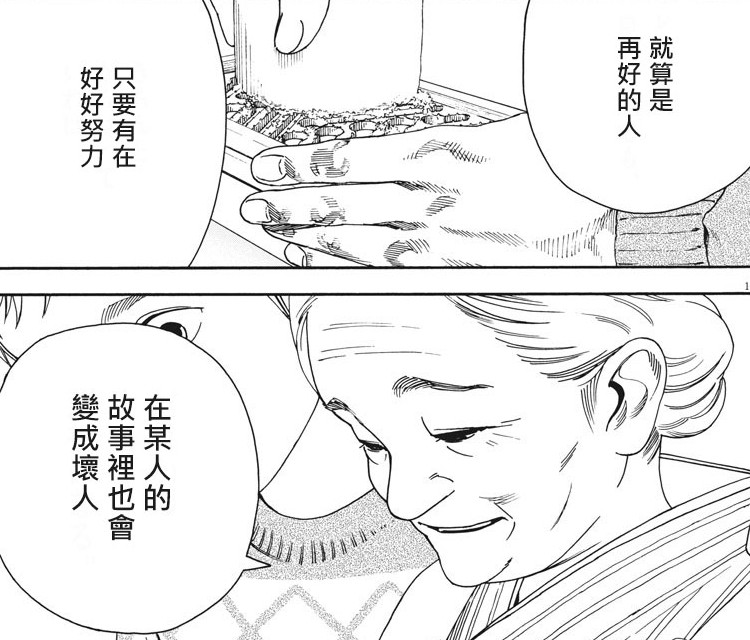 就算是
再好的人
只要有在
好好努力
在某人的
故事裡也會
變成壞人
1